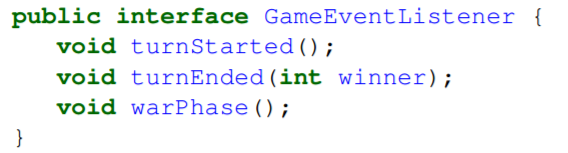 public interface GameEventListener {
   void turnStarted();
   void turnEnded(int winner);
   void warPhase();
}